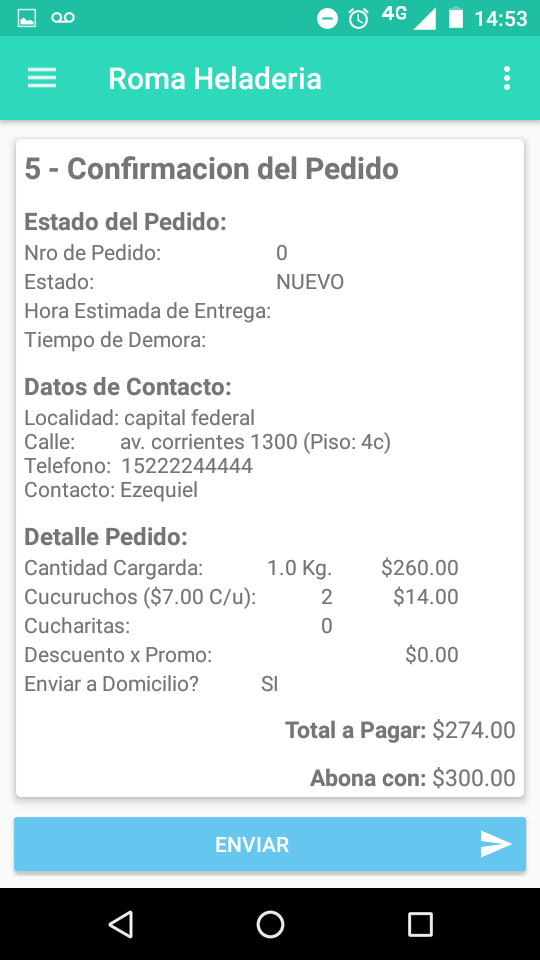 4G 14:53
Roma Heladeria
5 - Confirmacion del Pedido
Estado del Pedido:
Nro de Pedido: 0
Estado: NUEVO
Hora Estimada de Entrega:
Tiempo de Demora:
Datos de Contacto:
Localidad: capital federal
Calle: av. corrientes 1300 (Piso: 4c)
Telefono: 15222244444
Contacto: Ezequiel
Detalle Pedido:
Cantidad Cargarda: 1.0 Kg. $260.00
Cucuruchos ($7.00 C/u): 2 $14.00
Cucharitas: 0
Descuento x Promo: $0.00
Enviar a Domicilio? SI
Total a Pagar: $274.00
Abona con: $300.00
ENVIAR